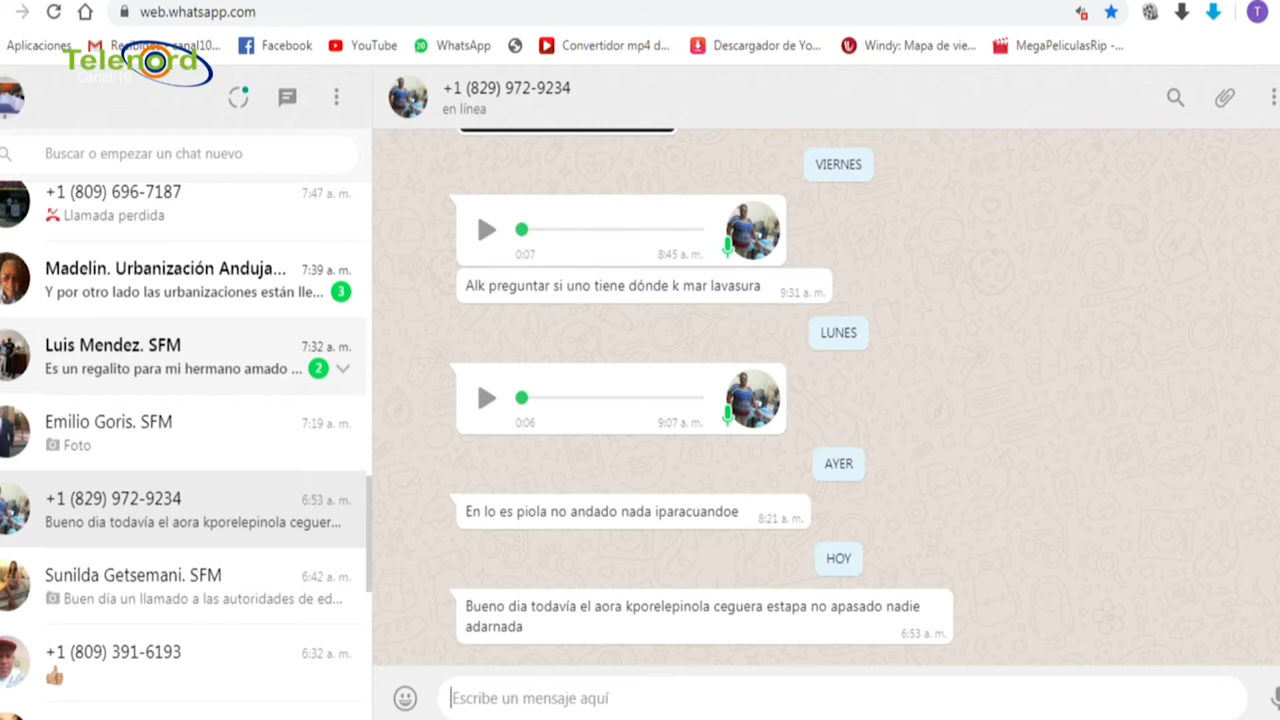 web.whatsapp.com
Aplicaciones
Recibidos canal10...
Facebook
YouTube
20 WhatsApp
Convertidor mp4 d...
Descargador de Yo...
Windy: Mapa de vie...
MegaPeliculasRip -...
T
Telenord
Canal 10
Buscar o empezar un chat nuevo
+1 (809) 696-7187 7:47 a. m.
Llamada perdida
Madelin. Urbanización Anduja... 7:39 a. m.
Y por otro lado las urbanizaciones están lle... 3
Luis Mendez. SFM 7:32 a. m.
Es un regalito para mi hermano amado ... 2
Emilio Goris. SFM 7:19 a. m.
Foto
+1 (829) 972-9234 6:53 a. m.
Bueno dia todavía el aora kporelepinola ceguer...
Sunilda Getsemani. SFM 6:42 a. m.
Buen día un llamado a las autoridades de ed...
+1 (809) 391-6193 6:32 a. m.
+1 (829) 972-9234
en línea
VIERNES
0:07 8:45 a. m.
Alk preguntar si uno tiene dónde k mar lavasura
9:31 a. m.
LUNES
0:06 9:07 a. m.
AYER
En lo es piola no andado nada iparacuandoe
8:21 a. m.
HOY
Bueno dia todavía el aora kporelepinola ceguera estapa no apasado nadie
adarnada
6:53 a. m.
Escribe un mensaje aquí